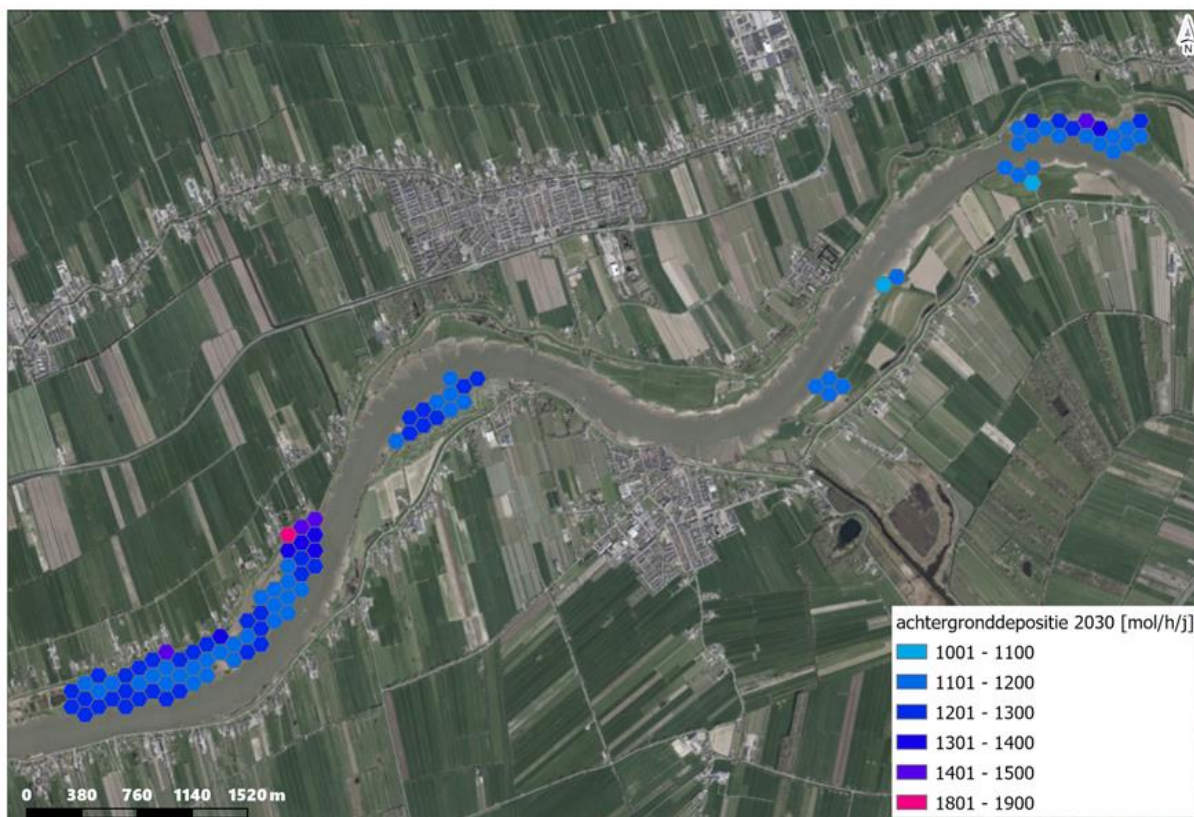 N
achtergronddepositie 2030 [mol/h/j]
1001 - 1100
1101 - 1200
1201 - 1300
1301 - 1400
1401 - 1500
1801 - 1900
0 380 760 1140 1520 m